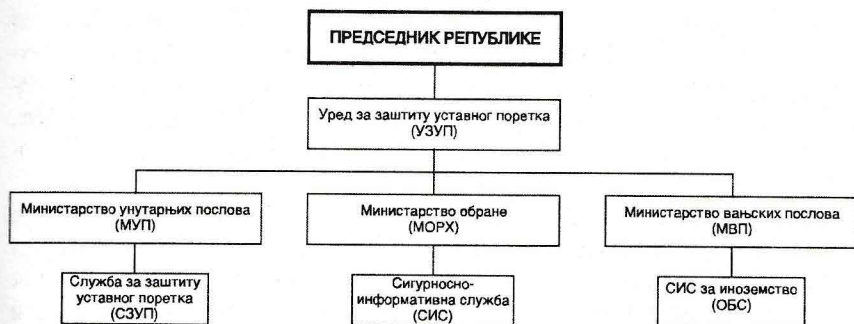 ПРЕДСЕДНИК РЕПУБЛИКЕ
Уред за заштиту уставног поретка
(УЗУП)
Министарство унутарњих послова
(МУП)
Министарство обране
(МОРХ)
Министарство вањских послова
(МВП)
Служба за заштиту
уставног поретка
(СЗУП)
Сигурносно-
информативна служба
(СИС)
СИС за иноземство
(ОБС)